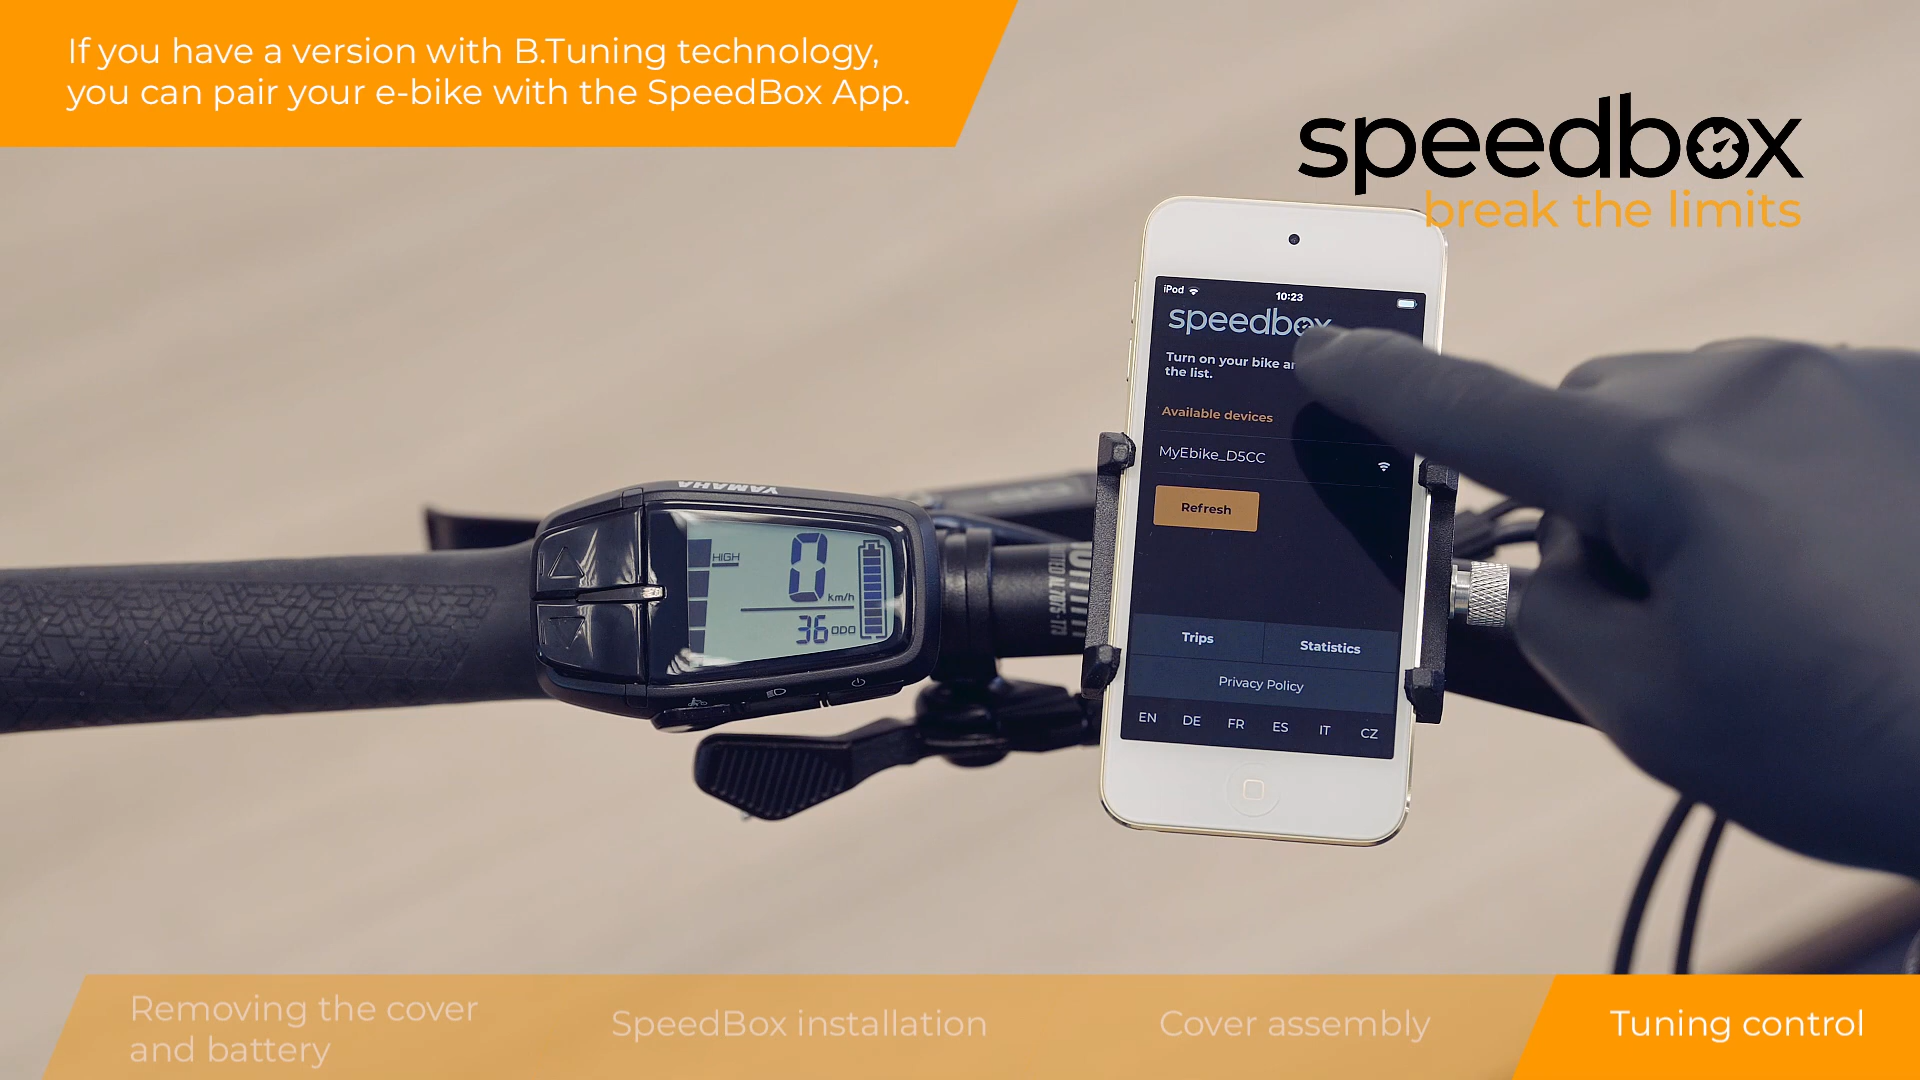 If you have a version with B.Tuning technology,
you can pair your e-bike with the SpeedBox App.
speedbox
break the limits
iPod
10:23
speedbox
Turn on your bike
the list.
Available devices
MyEbike_D5CC
Refresh
Trips
Statistics
Privacy Policy
EN DE FR ES IT CZ
YAMAHA
HIGH
0
km/h
36 ODO
Removing the cover
and battery
SpeedBox installation
Cover assembly
Tuning control